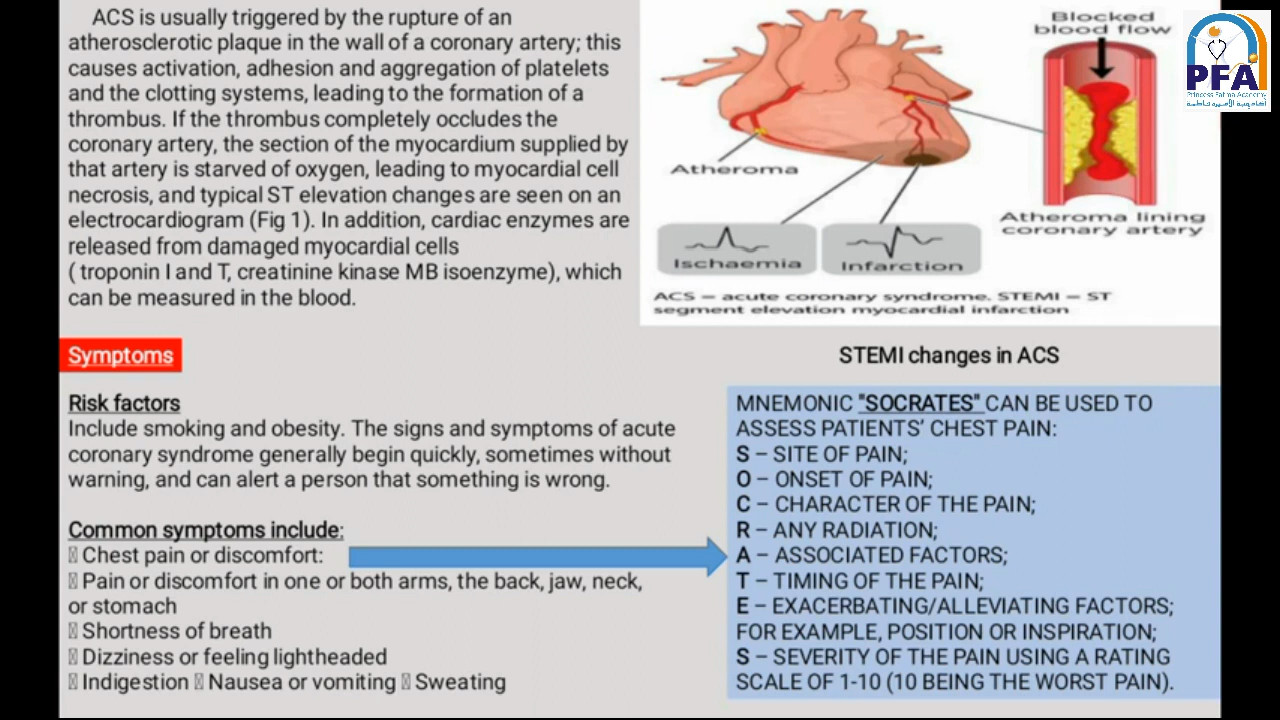 ACS is usually triggered by the rupture of an
atherosclerotic plaque in the wall of a coronary artery; this
causes activation, adhesion and aggregation of platelets
and the clotting systems, leading to the formation of a
thrombus. If the thrombus completely occludes the
coronary artery, the section of the myocardium supplied by
that artery is starved of oxygen, leading to myocardial cell
necrosis, and typical ST elevation changes are seen on an
electrocardiogram (Fig 1). In addition, cardiac enzymes are
released from damaged myocardial cells
( troponin I and T, creatinine kinase MB isoenzyme), which
can be measured in the blood.
Blocked
blood flow
Atheroma
Atheroma lining
coronary artery
Ischaemia
Infarction
ACS – acute coronary syndrome. STEMI – ST
segment elevation myocardial infarction
PFA
Princess Fatma Academy
أكاديمية الأميرة فاطمة
Symptoms
STEMI changes in ACS
Risk factors
Include smoking and obesity. The signs and symptoms of acute
coronary syndrome generally begin quickly, sometimes without
warning, and can alert a person that something is wrong.
Common symptoms include:
Chest pain or discomfort:
Pain or discomfort in one or both arms, the back, jaw, neck,
or stomach
Shortness of breath
Dizziness or feeling lightheaded
Indigestion Nausea or vomiting Sweating
MNEMONIC "SOCRATES" CAN BE USED TO
ASSESS PATIENTS’ CHEST PAIN:
S – SITE OF PAIN;
O – ONSET OF PAIN;
C – CHARACTER OF THE PAIN;
R – ANY RADIATION;
A – ASSOCIATED FACTORS;
T – TIMING OF THE PAIN;
E – EXACERBATING/ALLEVIATING FACTORS;
FOR EXAMPLE, POSITION OR INSPIRATION;
S – SEVERITY OF THE PAIN USING A RATING
SCALE OF 1-10 (10 BEING THE WORST PAIN).